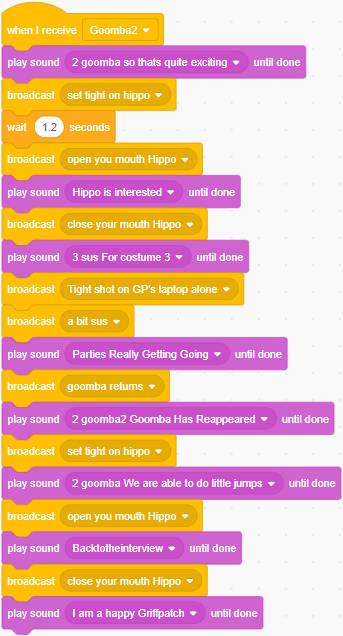 when I receive Goomba2
play sound 2 goomba so thats quite exciting until done
broadcast set tight on hippo
wait 1.2 seconds
broadcast open you mouth Hippo
play sound Hippo is interested until done
broadcast close your mouth Hippo
play sound 3 sus For costume 3 until done
broadcast Tight shot on GP's laptop alone
broadcast a bit sus
play sound Parties Really Getting Going until done
broadcast goomba returns
play sound 2 goomba2 Goomba Has Reappeared until done
broadcast set tight on hippo
play sound 2 goomba We are able to do little jumps until done
broadcast open you mouth Hippo
play sound Backtotheinterview until done
broadcast close your mouth Hippo
play sound I am a happy Griffpatch until done